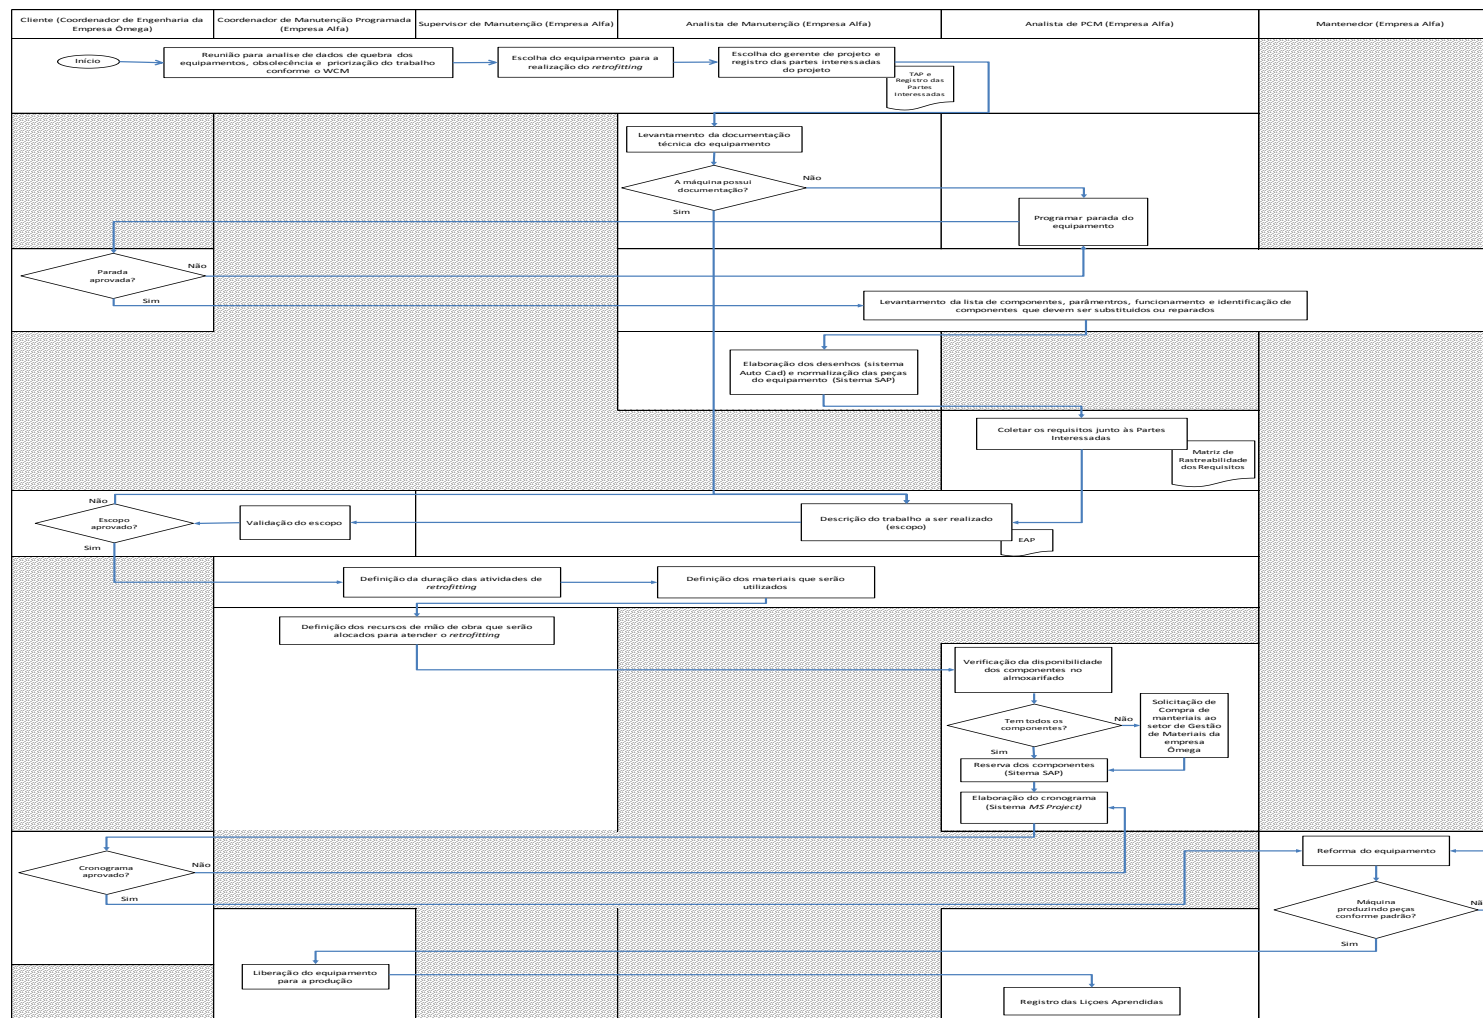 Cliente (Coordenador de Engenharia da
Empresa Ômega)
Coordenador de Manutenção Programada
(Empresa Alfa)
Supervisor de Manutenção (Empresa Alfa)
Analista de Manutenção (Empresa Alfa)
Analista de PCM (Empresa Alfa)
Mantenedor (Empresa Alfa)
Início
Reunião para analise de dados de quebra dos
equipamentos, obsolecência e priorização do trabalho
conforme o WCM
Escolha do equipamento para a
realização do retrofitting
Escolha do gerente de projeto e
registro das partes interessadas
do projeto
TAP e
Registro das
Partes
Interessadas
Levantamento da documentação
técnica do equipamento
A máquina possui
documentação?
Não
Sim
Programar parada do
equipamento
Parada
aprovada?
Não
Sim
Levantamento da lista de componentes, parâmentros, funcionamento e identificação de
componentes que devem ser substituidos ou reparados
Elaboração dos desenhos (sistema
Auto Cad) e normalização das peças
do equipamento (Sistema SAP)
Coletar os requisitos junto às Partes
Interessadas
Matriz de
Rastreabilidade
dos Requisitos
Não
Escopo
aprovado?
Sim
Validação do escopo
Descrição do trabalho a ser realizado
(escopo)
EAP
Definição da duração das atividades de
retrofitting
Definição dos materiais que serão
utilizados
Definição dos recursos de mão de obra que serão
alocados para atender o retrofitting
Verificação da disponibilidade
dos componentes no
almoxarifado
Tem todos os
componentes?
Não
Sim
Solicitação de
Compra de
manteriais ao
setor de Gestão
de Materiais da
empresa
Ômega
Reserva dos componentes
(Sitema SAP)
Elaboração do cronograma
(Sistema MS Project)
Cronograma
aprovado?
Não
Sim
Reforma do equipamento
Máquina
produzindo peças
conforme padrão?
Nã
Sim
Liberação do equipamento
para a produção
Registro das Liçoes Aprendidas